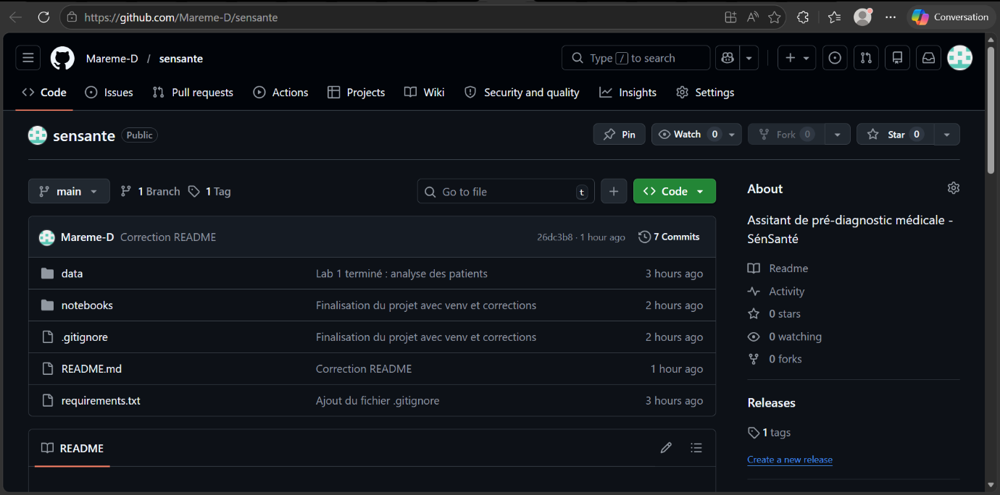 https://github.com/Mareme-D/sensante
Conversation
Mareme-D / sensante
Type / to search
Code Issues Pull requests Actions Projects Wiki Security and quality Insights Settings
sensante Public
Pin Watch 0 Fork 0 Star 0
main 1 Branch 1 Tag
Go to file t
Code
About
Assitant de pré-diagnostic médicale -
SénSanté
Mareme-D Correction README 26dc3b8 · 1 hour ago 7 Commits
data Lab 1 terminé : analyse des patients 3 hours ago
notebooks Finalisation du projet avec venv et corrections 2 hours ago
.gitignore Finalisation du projet avec venv et corrections 2 hours ago
README.md Correction README 1 hour ago
requirements.txt Ajout du fichier .gitignore 3 hours ago
README
Readme
Activity
0 stars
0 watching
0 forks
Releases
1 tags
Create a new release